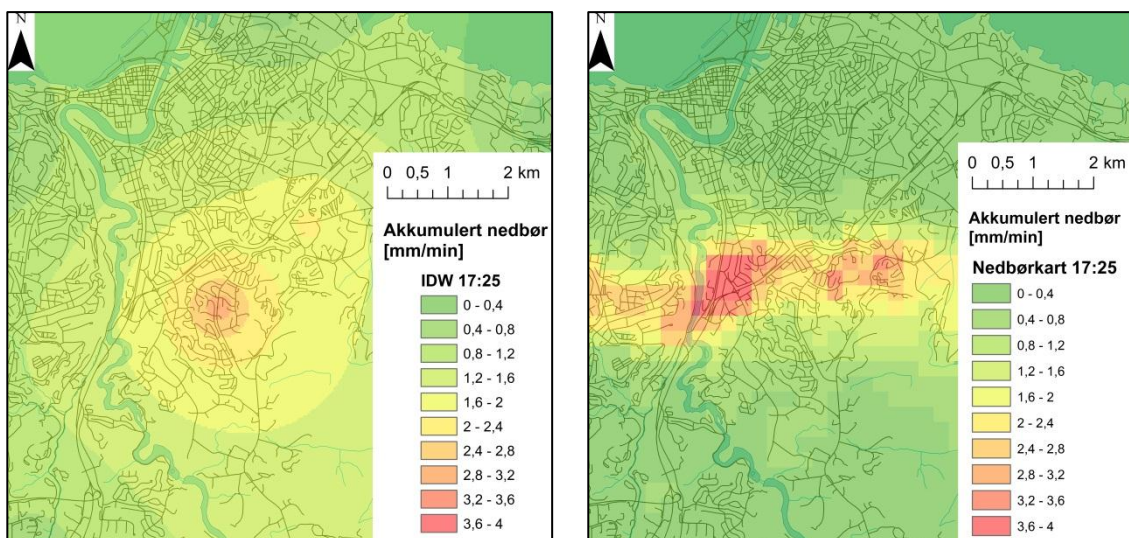 N
0 0,5 1 2 km
Akkumulert nedbør
[mm/min]
IDW 17:25
0 - 0,4
0,4 - 0,8
0,8 - 1,2
1,2 - 1,6
1,6 - 2
2 - 2,4
2,4 - 2,8
2,8 - 3,2
3,2 - 3,6
3,6 - 4
N
0 0,5 1 2 km
Akkumulert nedbør
[mm/min]
Nedbørkart 17:25
0 - 0,4
0,4 - 0,8
0,8 - 1,2
1,2 - 1,6
1,6 - 2
2 - 2,4
2,4 - 2,8
2,8 - 3,2
3,2 - 3,6
3,6 - 4